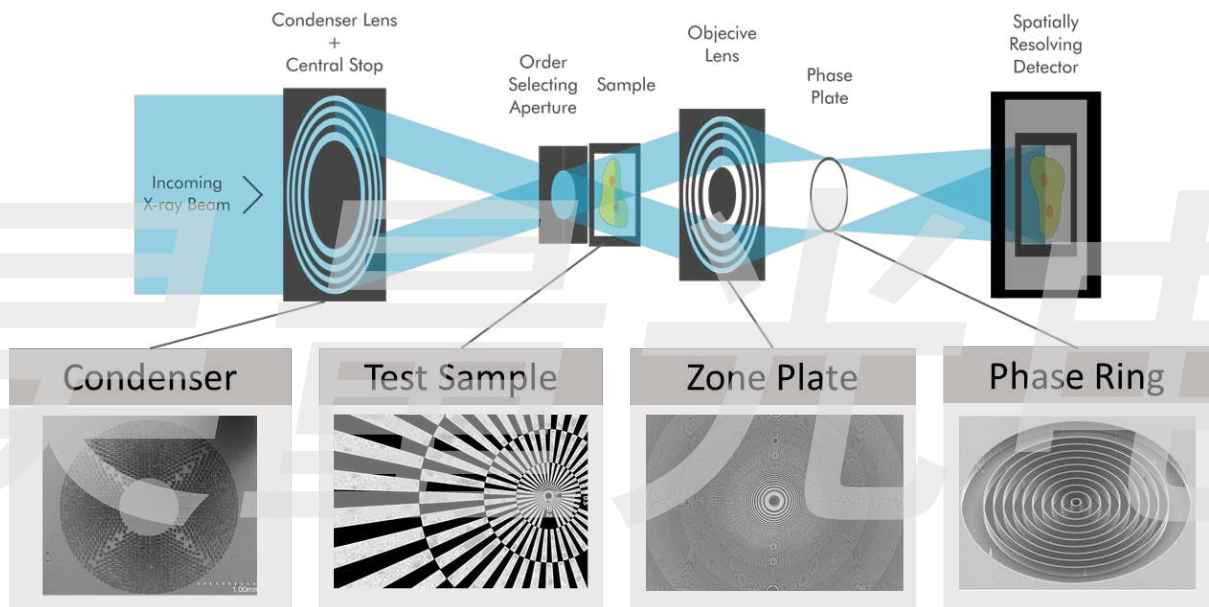 Condenser Lens
+
Central Stop
Order
Selecting
Aperture
Sample
Objecive
Lens
Phase
Plate
Spatially
Resolving
Detector
Incoming
X-ray Beam
Condenser
Test Sample
Zone Plate
Phase Ring
1.00mm